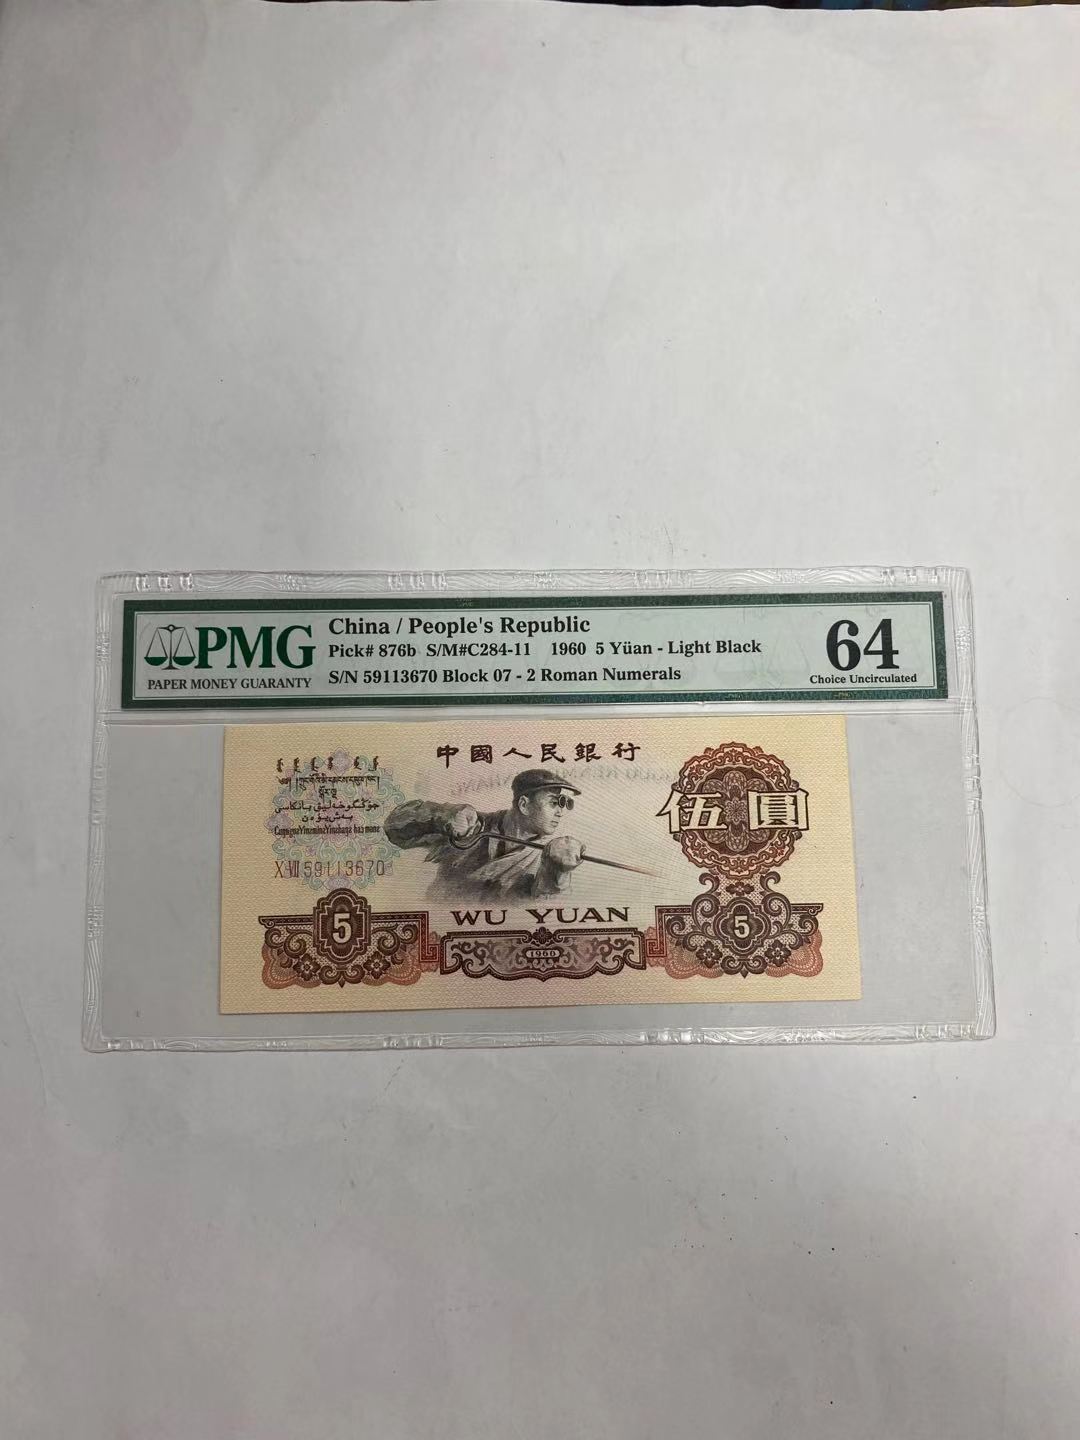 PMG
PAPER MONEY GUARANTY
China / People's Republic
Pick# 876b S/M#C284-11 1960 5 Yüan - Light Black
S/N 59113670 Block 07 - 2 Roman Numerals
64
Choice Uncirculated
中國人民銀行
X VII 59113670
伍圓
WU YUAN
5
1960
5